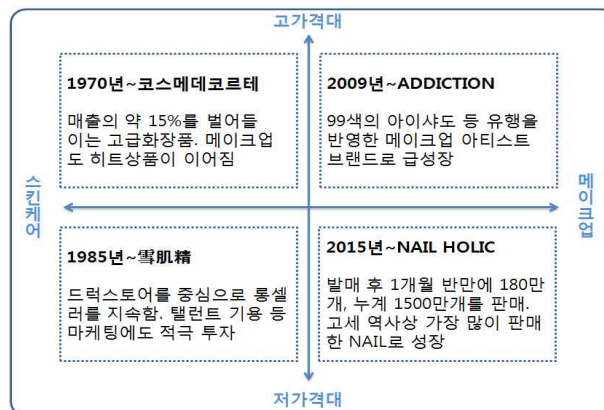 고가격대
1970년~코스메데코르테
매출의 약 15%를 벌어들
이는 고급화장품. 메이크업
도 히트상품이 이어짐
2009년~ADDICTION
99색의 아이샤도 등 유행을
반영한 메이크업 아티스트
브랜드로 급성장
스킨케어
메이크업
1985년~雪肌精
드럭스토어를 중심으로 롱셀
러를 지속함. 탤런트 기용 등
마케팅에도 적극 투자
2015년~NAIL HOLIC
발매 후 1개월 반만에 180만
개, 누계 1500만개를 판매.
고세 역사상 가장 많이 판매
한 NAIL로 성장
저가격대